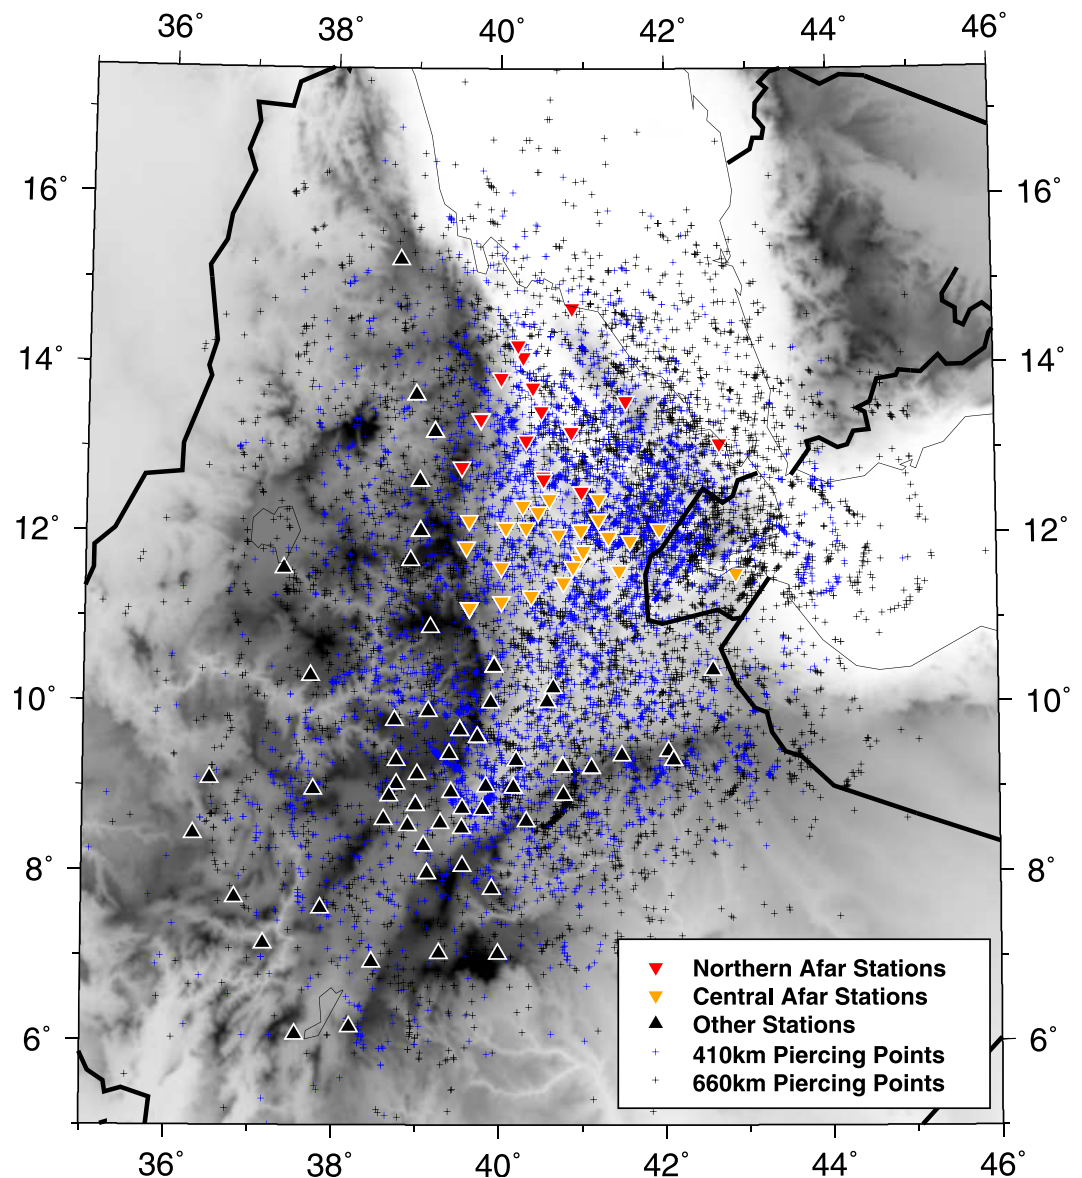 36° 38° 40° 42° 44° 46°
16° 16°
14° 14°
12° 12°
10° 10°
8° 8°
6° 6°
Northern Afar Stations
Central Afar Stations
Other Stations
410km Piercing Points
660km Piercing Points
36° 38° 40° 42° 44° 46°